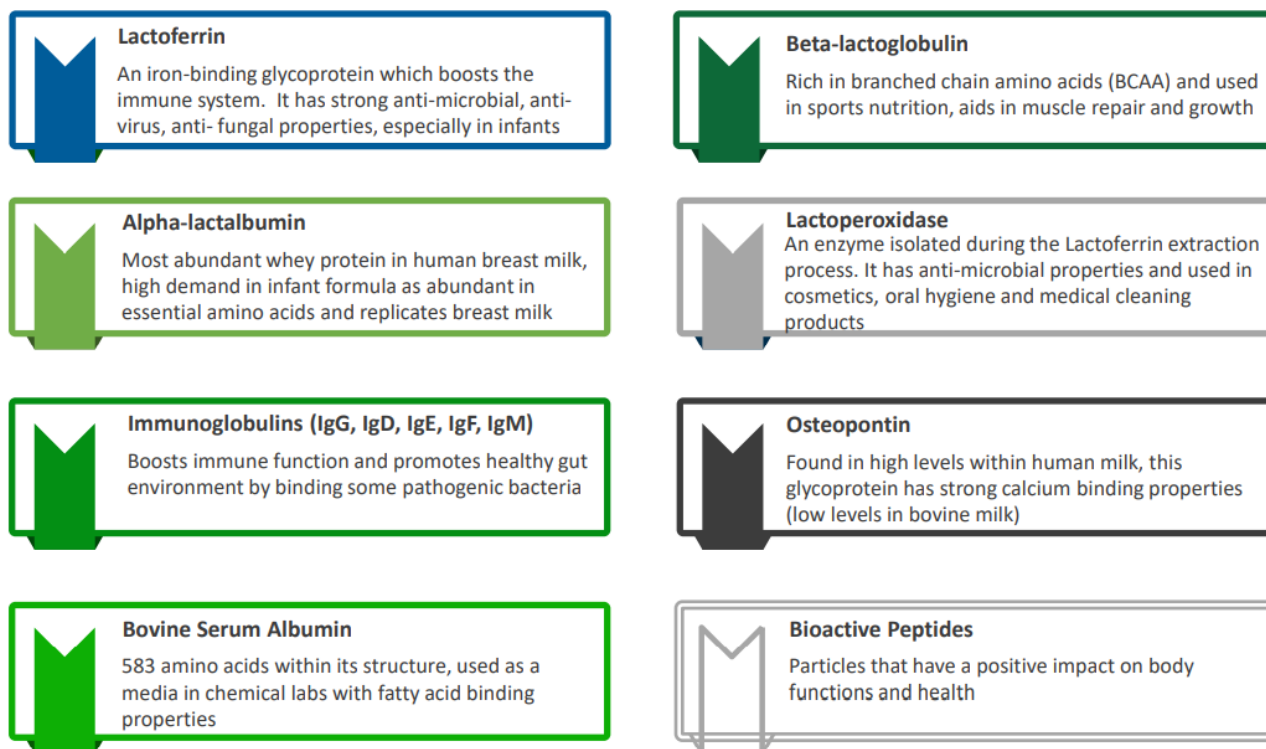 Lactoferrin
An iron-binding glycoprotein which boosts the
immune system.  It has strong anti-microbial, anti-
virus, anti- fungal properties, especially in infants
Beta-lactoglobulin
Rich in branched chain amino acids (BCAA) and used
in sports nutrition, aids in muscle repair and growth
Alpha-lactalbumin
Most abundant whey protein in human breast milk,
high demand in infant formula as abundant in
essential amino acids and replicates breast milk
Lactoperoxidase
An enzyme isolated during the Lactoferrin extraction
process. It has anti-microbial properties and used in
cosmetics, oral hygiene and medical cleaning
products
Immunoglobulins (IgG, IgD, IgE, IgF, IgM)
Boosts immune function and promotes healthy gut
environment by binding some pathogenic bacteria
Osteopontin
Found in high levels within human milk, this
glycoprotein has strong calcium binding properties
(low levels in bovine milk)
Bovine Serum Albumin
583 amino acids within its structure, used as a
media in chemical labs with fatty acid binding
properties
Bioactive Peptides
Particles that have a positive impact on body
functions and health